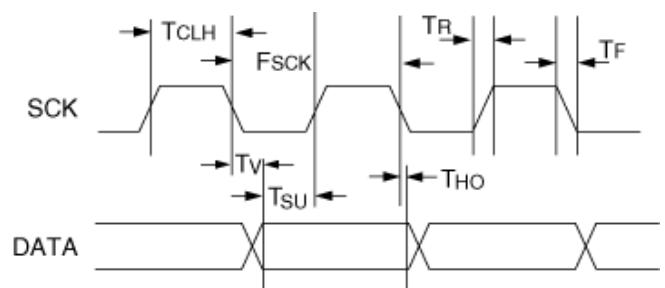 TCLH
TR
TF
FSCK
SCK
TV
THO
TSU
DATA